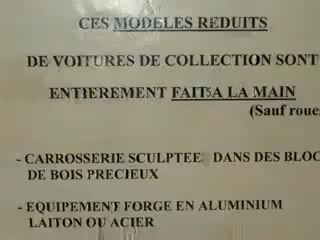 CES MODELES REDUITS
DE VOITURES DE COLLECTION SONT
ENTIEREMENT FAITSA LA MAIN
(Sauf roue
- CARROSSERIE SCULPTEE DANS DES BLOC
DE BOIS PRECIEUX
- EQUIPEMENT FORGE EN ALUMINIUM
LAITON OU ACIER